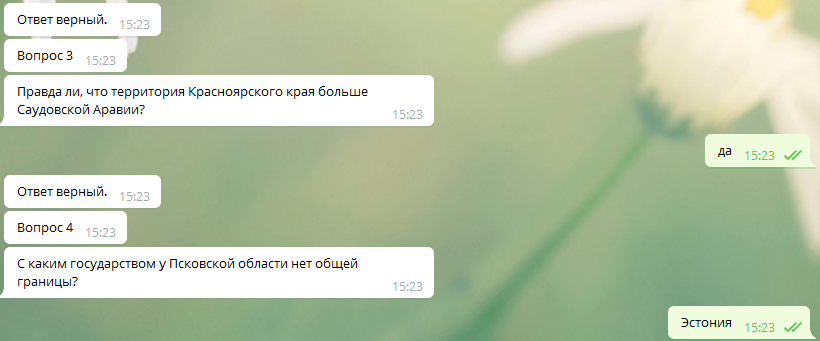 Ответ верный. 15:23
Вопрос 3 15:23
Правда ли, что территория Красноярского края больше
Саудовской Аравии? 15:23
да 15:23
Ответ верный. 15:23
Вопрос 4 15:23
С каким государством у Псковской области нет общей
границы? 15:23
Эстония 15:23